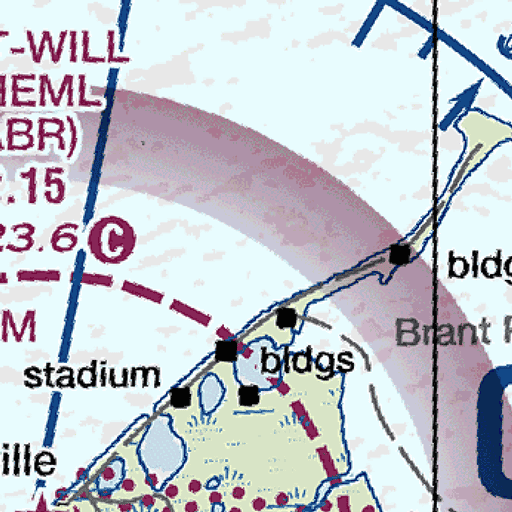 T-WILL
HEML
ABR)
.15
23.6 C
M
bldg
Brant P
bldgs
stadium
ille